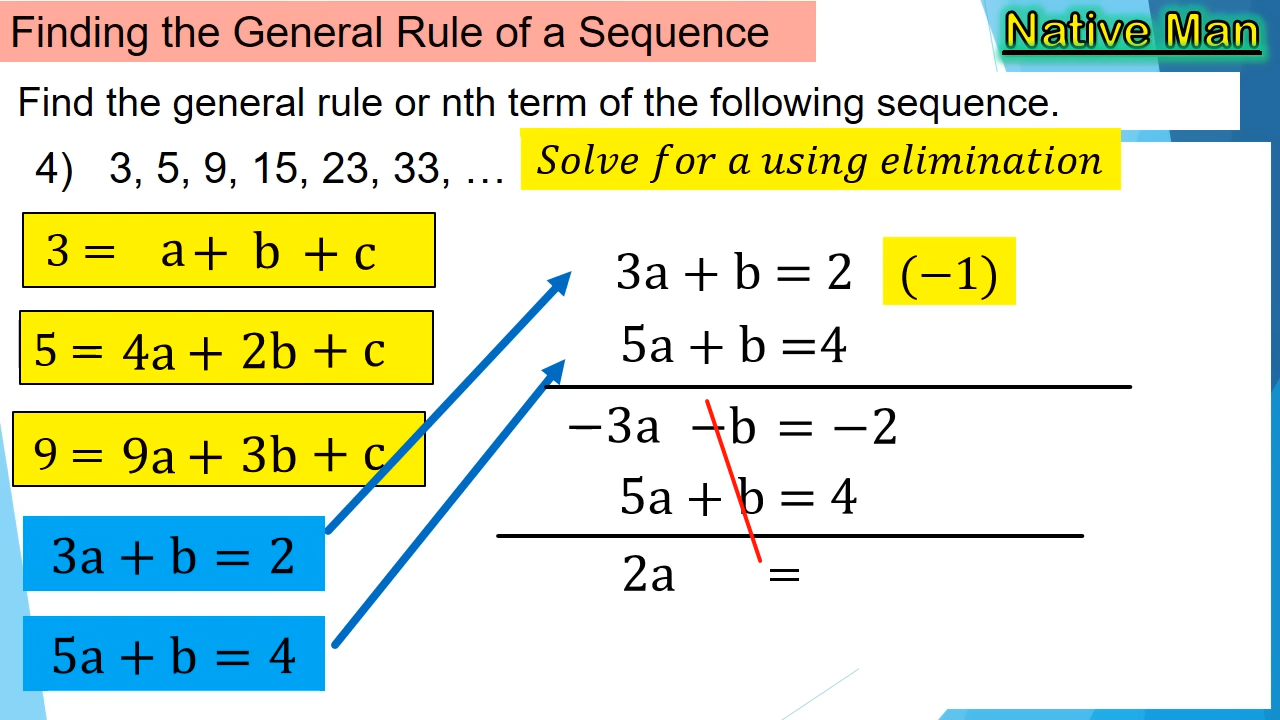 Finding the General Rule of a Sequence
Native Man
Find the general rule or nth term of the following sequence.
4) 3, 5, 9, 15, 23, 33, …
Solve for a using elimination
3 = a + b + c
5 = 4a + 2b + c
9 = 9a + 3b + c
3a + b = 2
5a + b = 4
3a + b = 2 (−1)
5a + b =4
−3a −b = −2
5a + b = 4
2a =